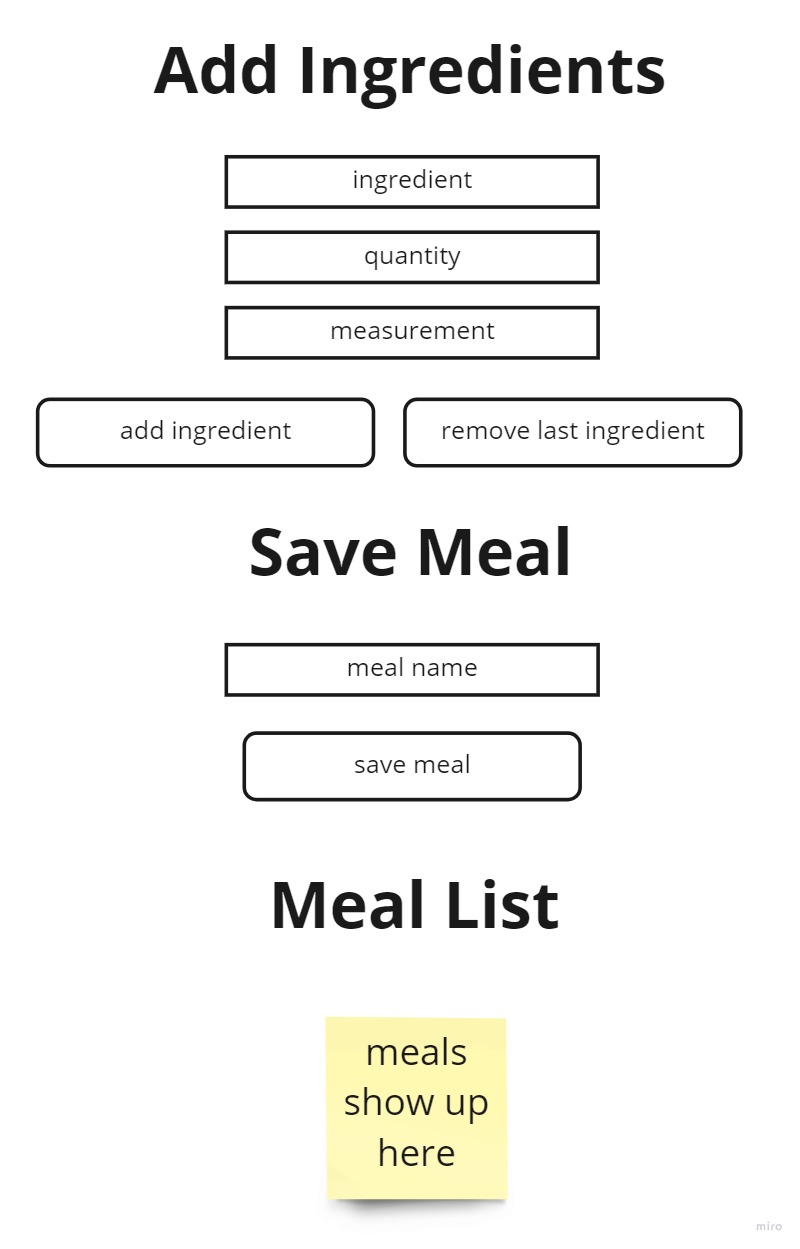 Add Ingredients
ingredient
quantity
measurement
add ingredient
remove last ingredient
Save Meal
meal name
save meal
Meal List
meals
show up
here
miro